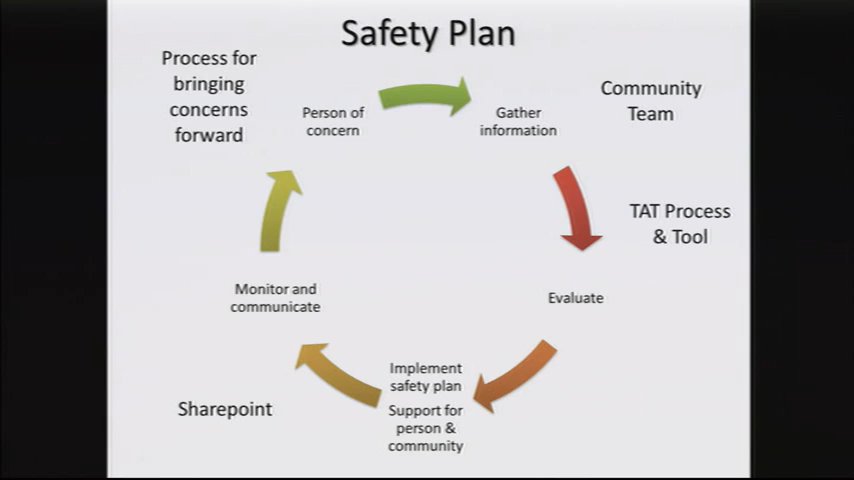 Safety Plan
Process for
bringing
concerns
forward
Person of
concern
Gather
information
Community
Team
TAT Process
& Tool
Evaluate
Implement
safety plan
Support for
person &
community
Monitor and
communicate
Sharepoint